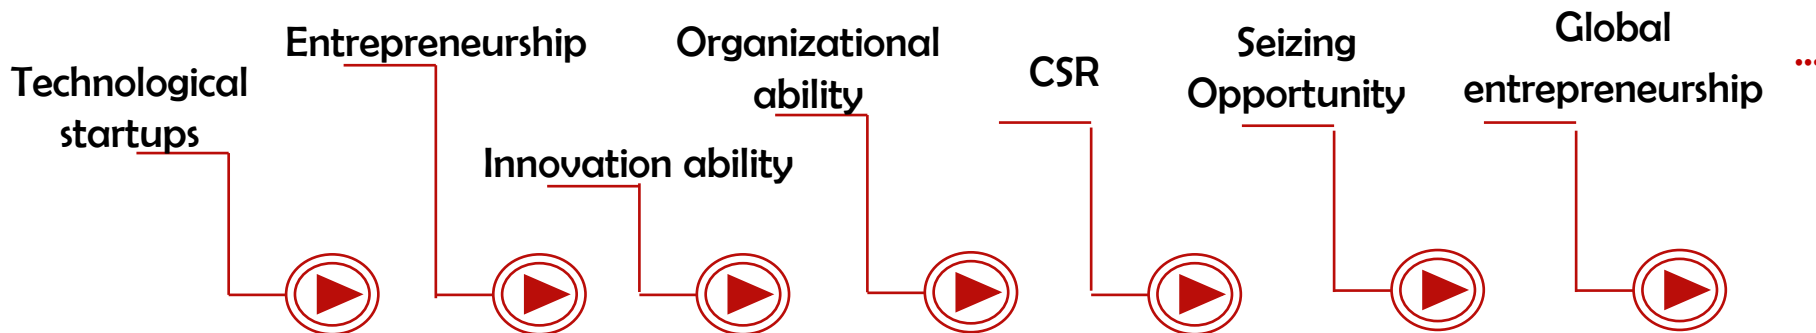 Technological
startups
Entrepreneurship
Innovation ability
Organizational
ability
CSR
Seizing
Opportunity
Global
entrepreneurship
...